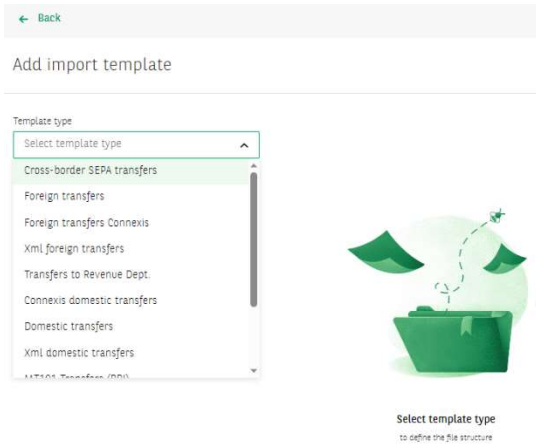 ← Back
Add import template
Template type
Select template type
Cross-border SEPA transfers
Foreign transfers
Foreign transfers Connexis
Xml foreign transfers
Transfers to Revenue Dept.
Connexis domestic transfers
Domestic transfers
Xml domestic transfers
MT101 Transfers
Select template type
to define the file structure